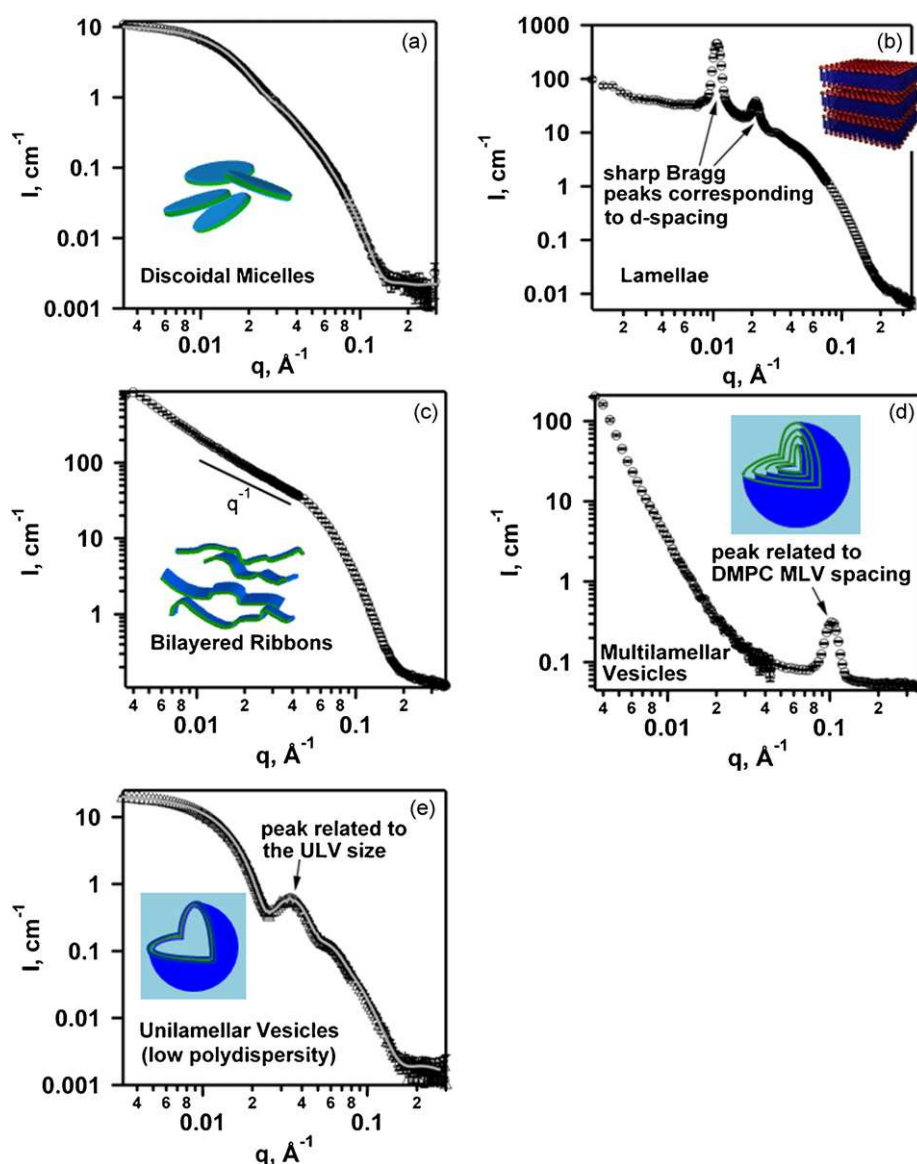 (a)
10
1
0.1
0.01
0.001
I, cm⁻¹
Discoidal Micelles
4 6 8 2 4 6 8 2
0.01 0.1
q, Å⁻¹
(b)
1000
100
10
1
0.1
0.01
I, cm⁻¹
sharp Bragg
peaks corresponding
to d-spacing
Lamellae
2 4 6 8 2 4 6 8 2
0.01 0.1
q, Å⁻¹
(c)
100
10
1
I, cm⁻¹
q⁻¹
Bilayered Ribbons
4 6 8 2 4 6 8 2
0.01 0.1
q, Å⁻¹
(d)
100
10
1
0.1
I, cm⁻¹
peak related to
DMPC MLV spacing
Multilamellar
Vesicles
4 6 8 2 4 6 8 2
0.01 0.1
q, Å⁻¹
(e)
10
1
0.1
0.01
0.001
I, cm⁻¹
peak related to
the ULV size
Unilamellar Vesicles
(low polydispersity)
4 6 8 2 4 6 8 2
0.01 0.1
q, Å⁻¹